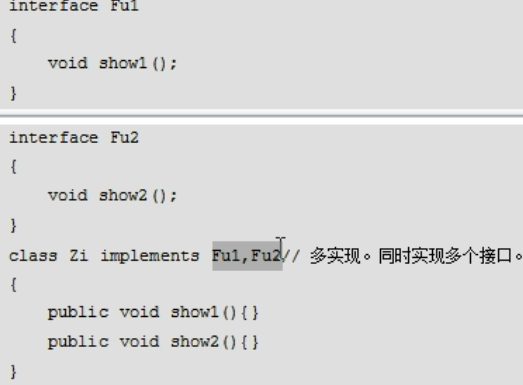 interface Fu1
{
void show1();
}
interface Fu2
{
void show2();
}
class Zi implements Fu1,Fu2// 多实现。同时实现多个接口。
{
public void show1(){}
public void show2(){}
}